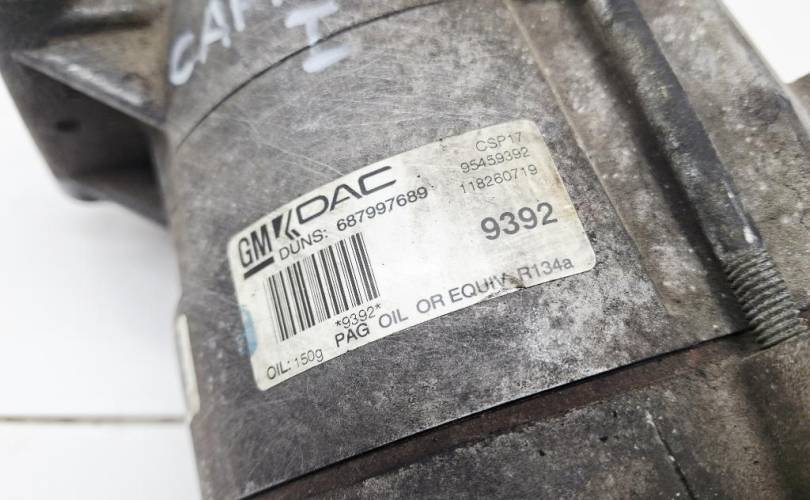 I
GM DAC
DUNS: 687997689
CSP17
95459392
118260719
9392
*9392*
OIL: 150g
PAG OIL OR EQUIV. R134a